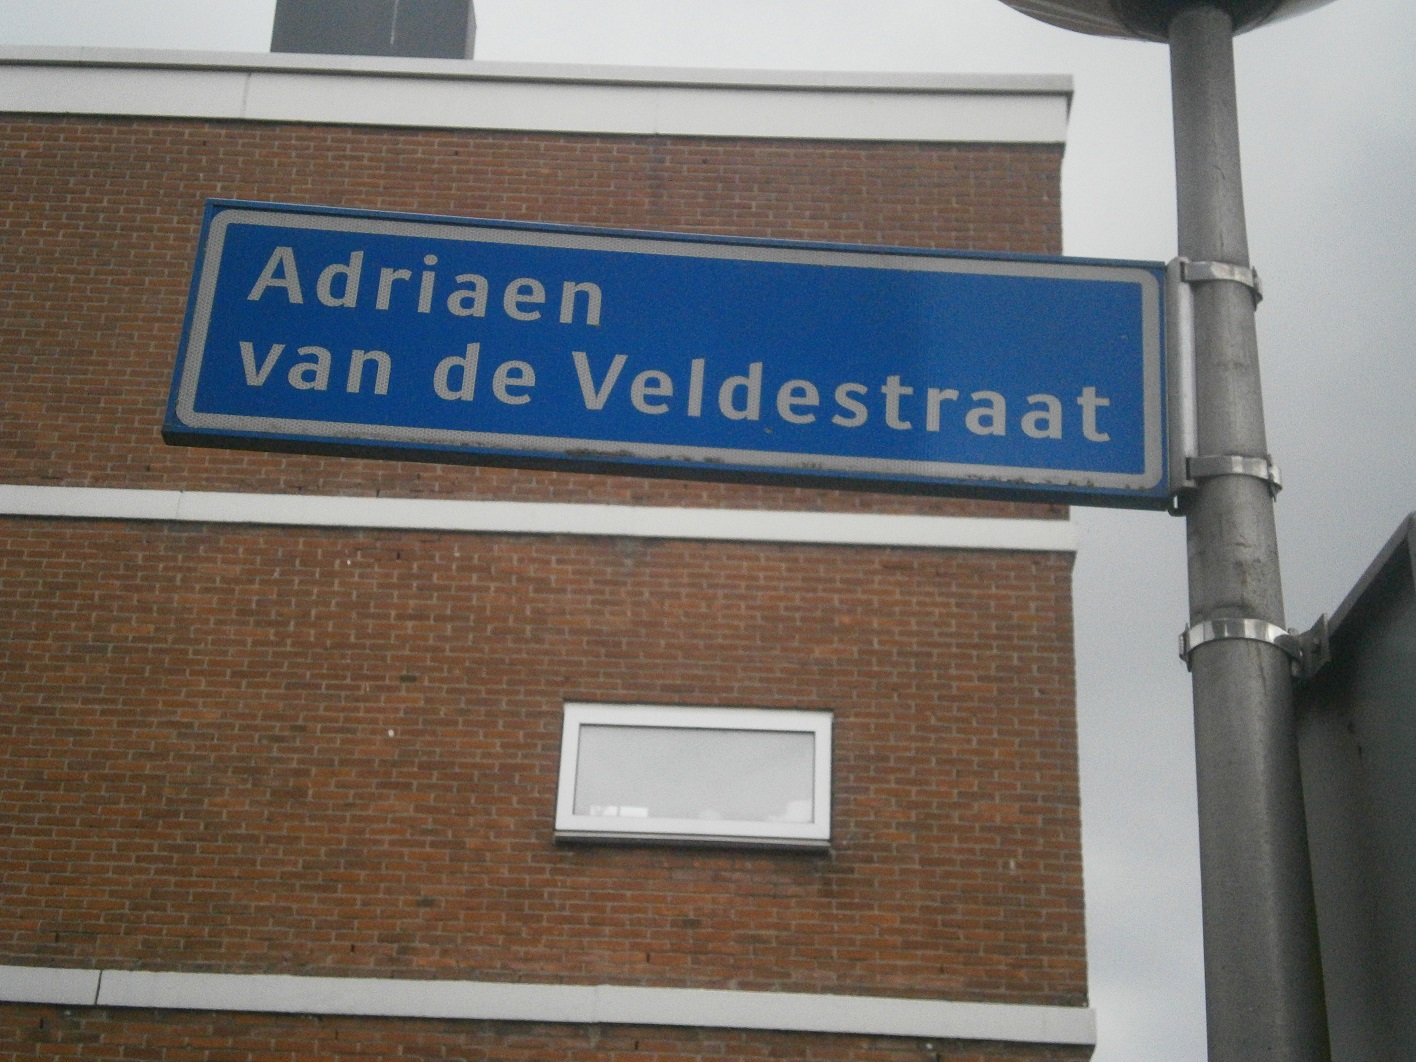 Adriaen
van de Veldestraat